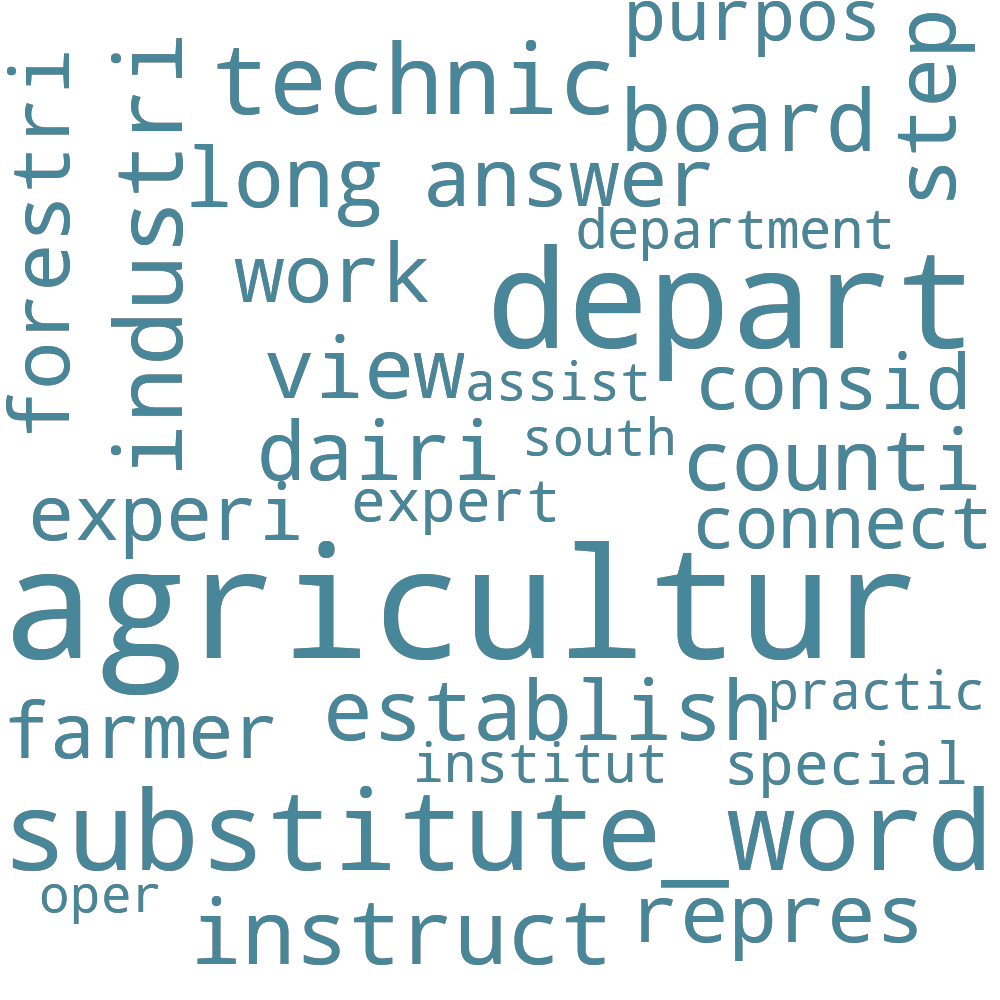 purpos
step
technic
forestri
industri
board
long answer
department
work
depart
view
assist
consid
dairi
south
counti
experi
expert
connect
agricultur
establish
practic
farmer
institut
special
substitute_word
oper
instruct
repres